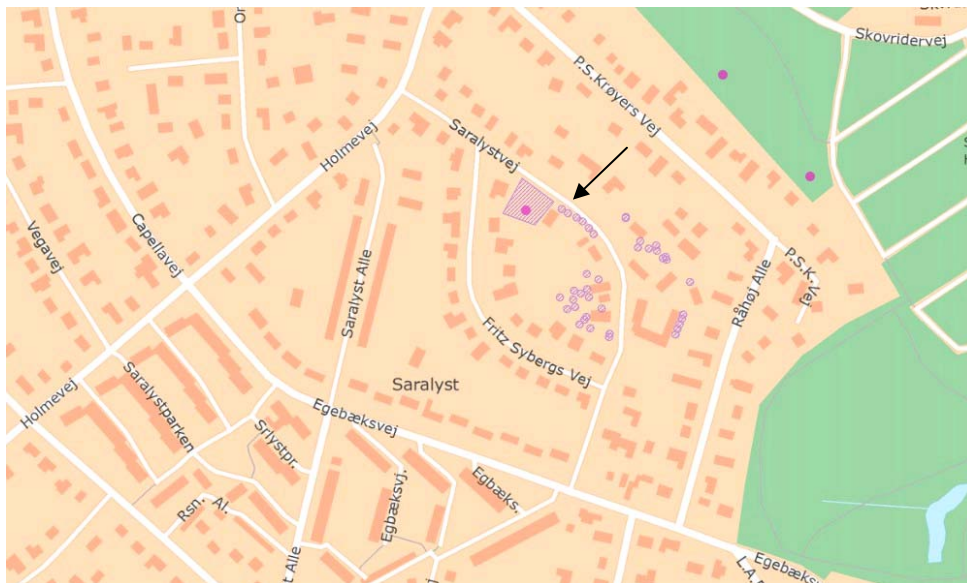 Skovridervej
P.S.Krøyers Vej
Holmevej
Saralystvej
Vegavej
Capellavej
Saralyst Alle
P.S.K.Vej
Råhøj Alle
Fritz Sybergs Vej
Saralyst
Holmevej
Saralystparken
Srlystpr.
Egebæksvej
Egbæksvj.
Egbæks.
Rsn. Al.
Egebæksv
L.A.